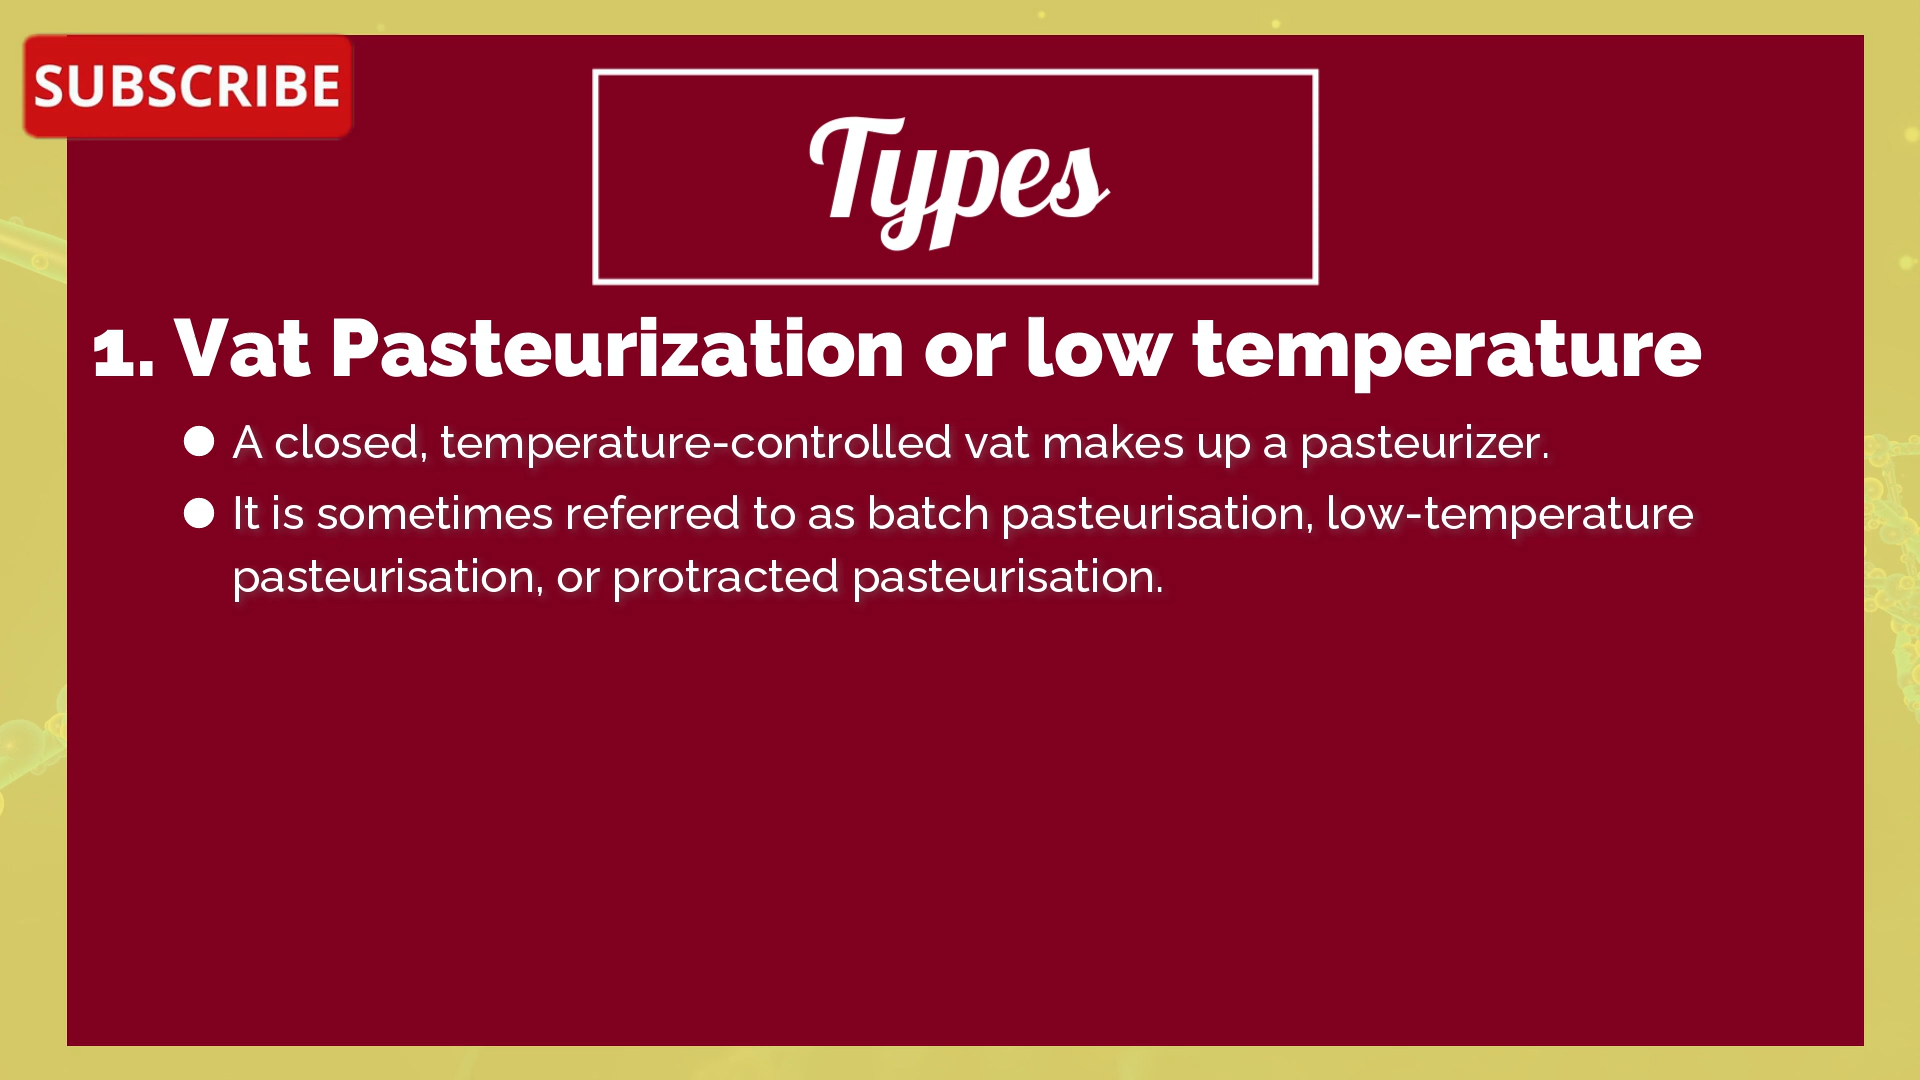 SUBSCRIBE
Types
1. Vat Pasteurization or low temperature
● A closed, temperature-controlled vat makes up a pasteurizer.
● It is sometimes referred to as batch pasteurisation, low-temperature
pasteurisation, or protracted pasteurisation.